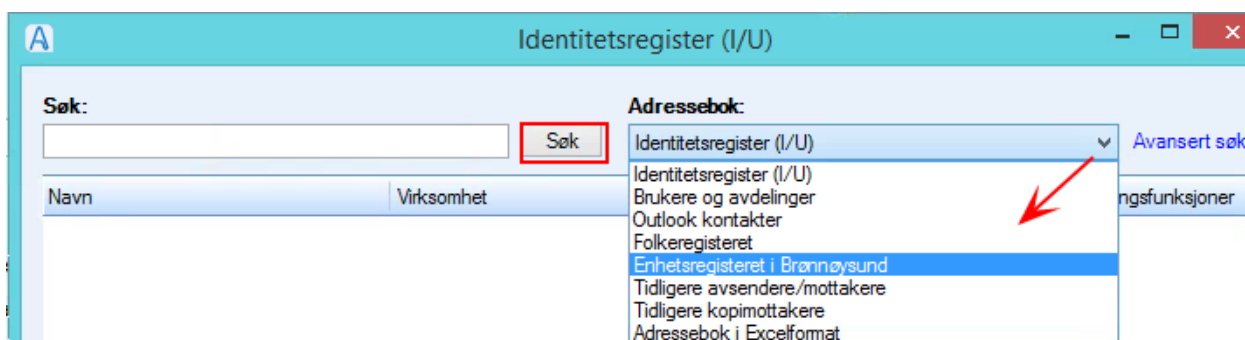 Identitetsregister (I/U)
Søk: Adressebok:
Søk Identitetsregister (I/U) Avansert søk
Navn Virksomhet ngsfunksjoner
Identitetsregister (I/U)
Brukere og avdelinger
Outlook kontakter
Folkeregisteret
Enhetsregisteret i Brønnøysund
Tidligere avsendere/mottakere
Tidligere kopimottakere
Adressebok i Excelformat